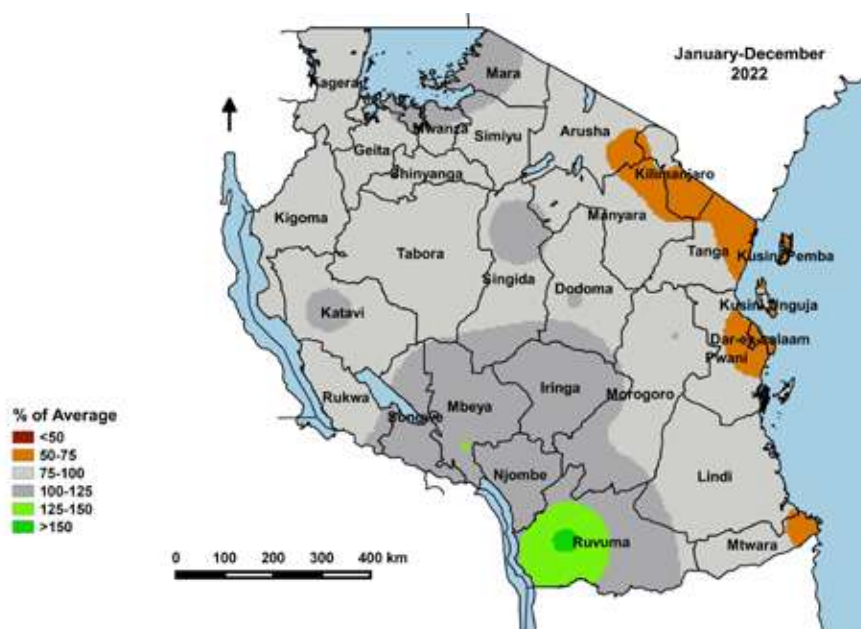 January-December
2022
Mara
Kagera
Mwanza
Simiyu
Arusha
Geita
Shinyanga
Kilimanjaro
Kigoma
Manyara
Tabora
Tanga
Kusini Pemba
Singida
Dodoma
Katavi
Kusini Unguja
Dar-es-salaam
Pwani
Rukwa
Iringa
Morogoro
Mbeya
Songwe
Njombe
Lindi
Ruvuma
Mtwara
% of Average
<50
50-75
75-100
100-125
125-150
>150
0 100 200 300 400 km